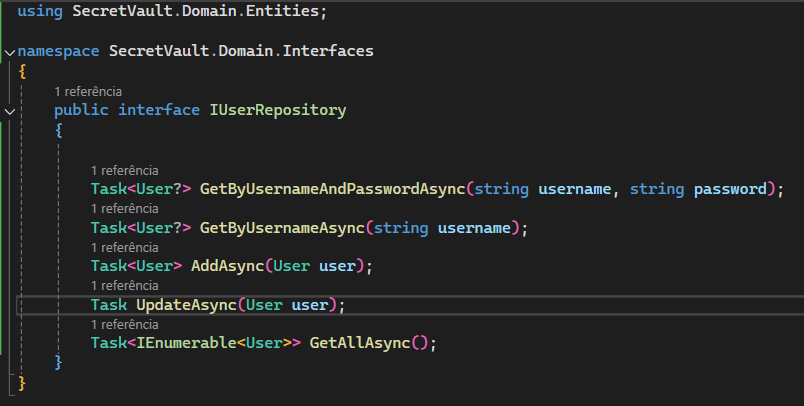 using SecretVault.Domain.Entities;
namespace SecretVault.Domain.Interfaces
{
1 referência
public interface IUserRepository
{
1 referência
Task<User?> GetByUsernameAndPasswordAsync(string username, string password);
1 referência
Task<User?> GetByUsernameAsync(string username);
1 referência
Task<User> AddAsync(User user);
1 referência
Task UpdateAsync(User user);
1 referência
Task<IEnumerable<User>> GetAllAsync();
}
}